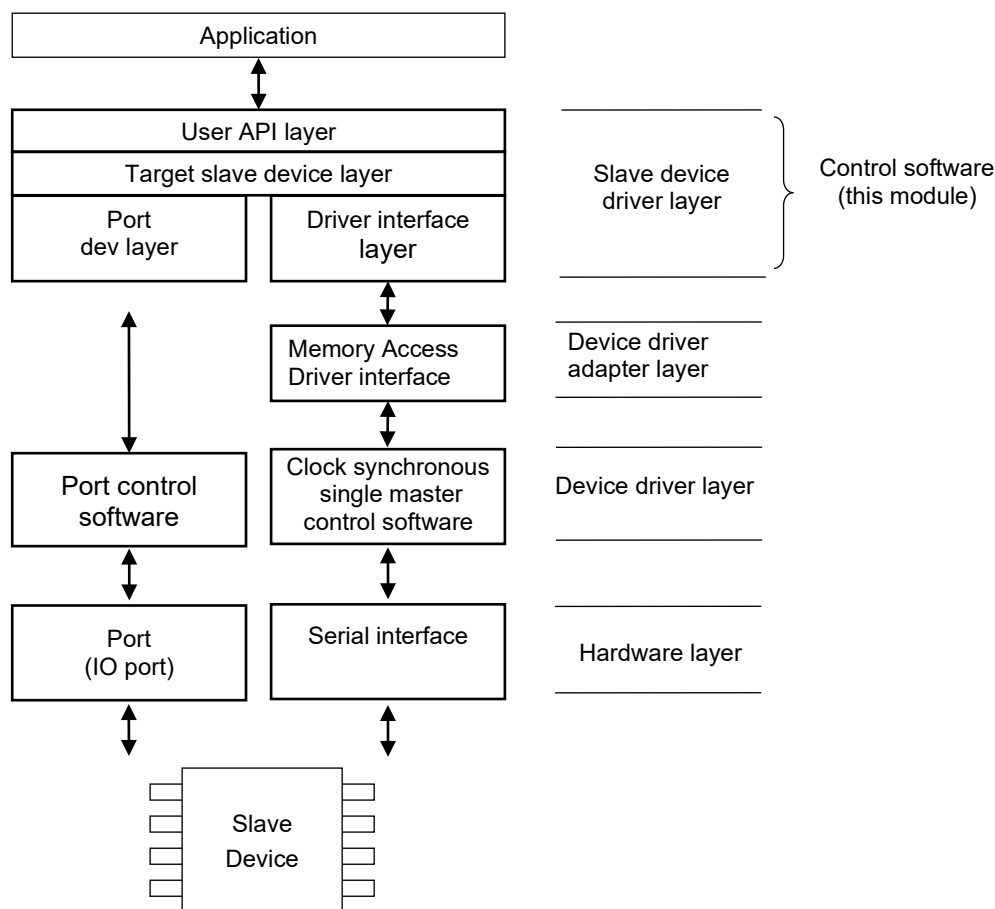 Application
User API layer
Target slave device layer
Port
dev layer
Driver interface
layer
Slave device
driver layer
Control software
(this module)
Memory Access
Driver interface
Device driver
adapter layer
Port control
software
Clock synchronous
single master
control software
Device driver layer
Port
(IO port)
Serial interface
Hardware layer
Slave
Device